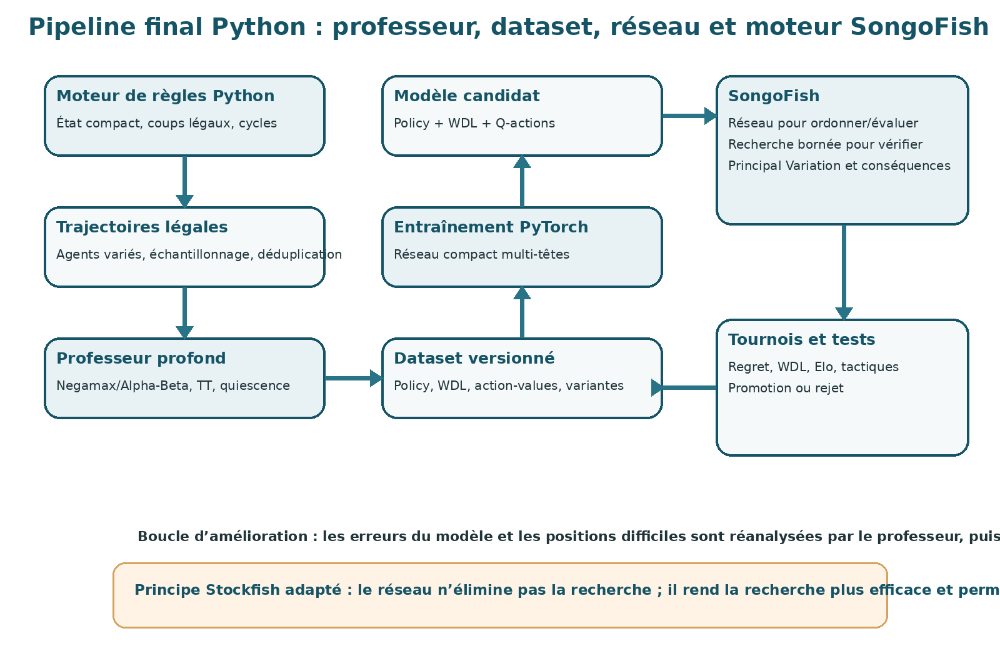 Pipeline final Python : professeur, dataset, réseau et moteur SongoFish
Moteur de règles Python
État compact, coups légaux, cycles
Trajectoires légales
Agents variés, échantillonnage, déduplication
Professeur profond
Negamax/Alpha-Beta, TT, quiescence
Modèle candidat
Policy + WDL + Q-actions
Entraînement PyTorch
Réseau compact multi-têtes
Dataset versionné
Policy, WDL, action-values, variantes
SongoFish
Réseau pour ordonner/évaluer
Recherche bornée pour vérifier
Principal Variation et conséquences
Tournois et tests
Regret, WDL, Elo, tactiques
Promotion ou rejet
Boucle d’amélioration : les erreurs du modèle et les positions difficiles sont réanalysées par le professeur, puis
Principe Stockfish adapté : le réseau n’élimine pas la recherche ; il rend la recherche plus efficace et perm